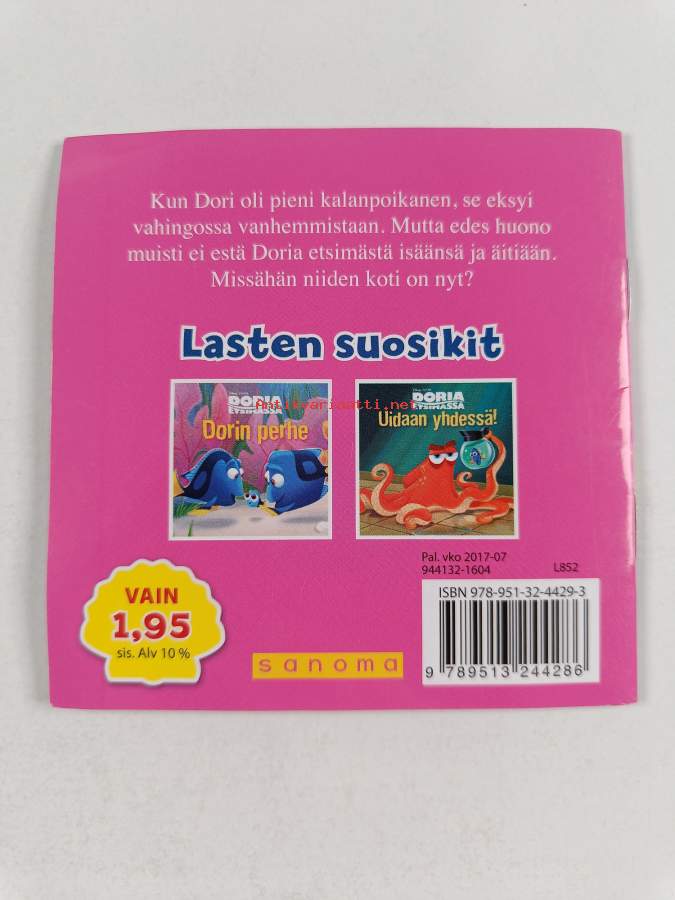 Kun Dori oli pieni kalanpoikanen, se eksyi
vahingossa vanhemmistaan. Mutta edes huono
muisti ei estä Doria etsimästä isäänsä ja äitiään.
Missähän niiden koti on nyt?
Lasten suosikit
DORIA
ETSIMÄSSÄ
Dorin perhe
DORIA
ETSIMÄSSÄ
Uidaan yhdessä!
Antikvariaatti.net
Pal. vko 2017-07
944132-1604
L852
VAIN
1,95
sis. Alv 10 %
sanoma
ISBN 978-951-32-4429-3
9 789513 244286